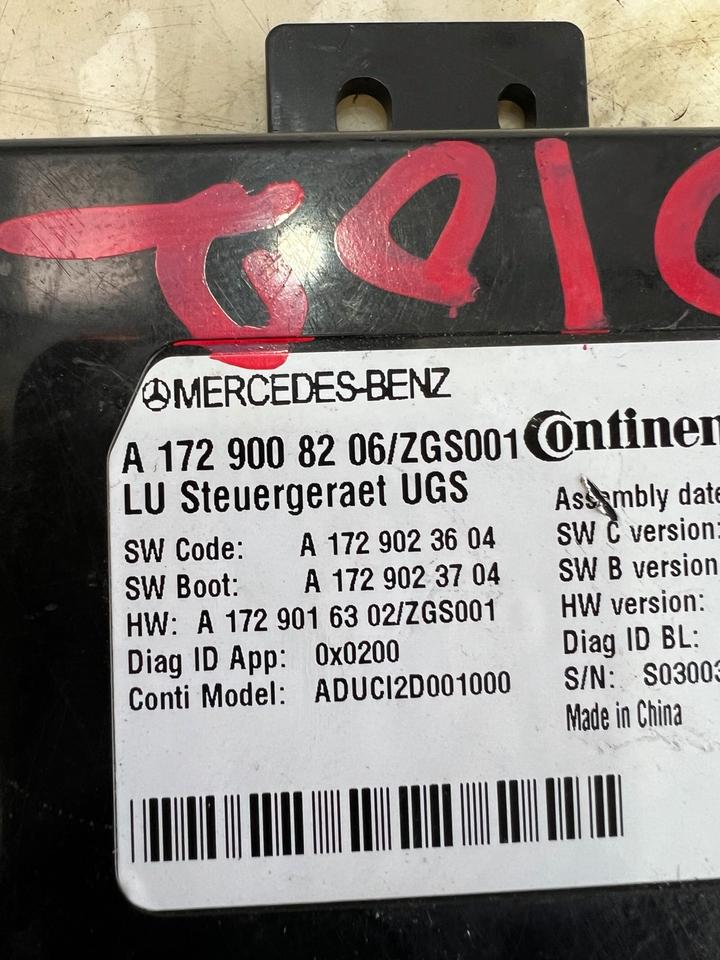 MERCEDES-BENZ
A 172 900 82 06/ZGS001
Continen
LU Steuergeraet UGS
SW Code: A 172 902 36 04
SW Boot: A 172 902 37 04
HW: A 172 901 63 02/ZGS001
Diag ID App: 0x0200
Conti Model: ADUCI2D001000
Assembly date
SW C version:
SW B version
HW version:
Diag ID BL:
S/N: S03003
Made in China